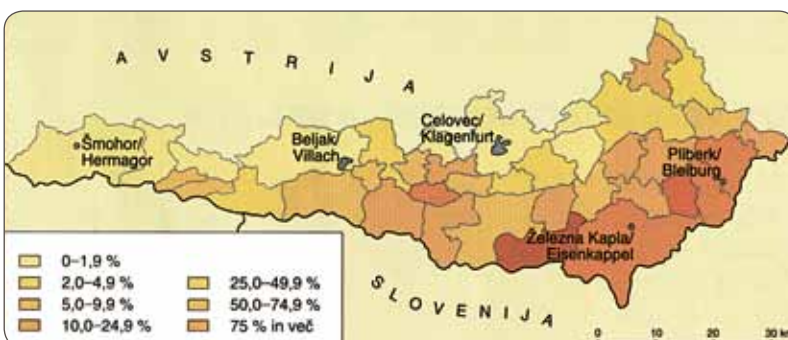 AVSTRIJA
Šmohor/
Hermagor
Beljak/
Villach
Celovec/
Klagenfurt
Pliberk/
Bleiburg
Železna Kapla/
Eisenkappel
SLOVENIJA
0–1,9 %
2,0–4,9 %
5,0–9,9 %
10,0–24,9 %
25,0–49,9 %
50,0–74,9 %
75 % in več
0 10 20 30 km